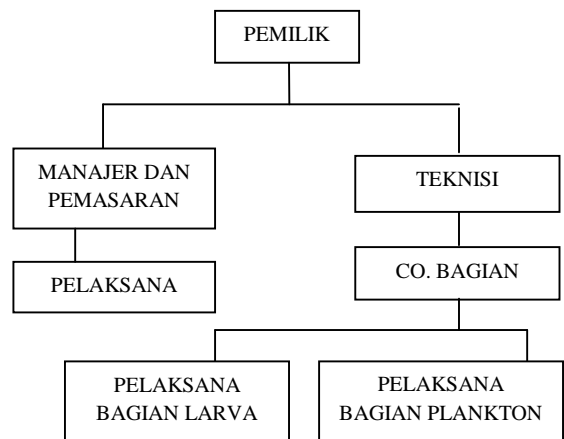 PEMILIK
MANAJER DAN
PEMASARAN
TEKNISI
PELAKSANA
CO. BAGIAN
PELAKSANA
BAGIAN LARVA
PELAKSANA
BAGIAN PLANKTON